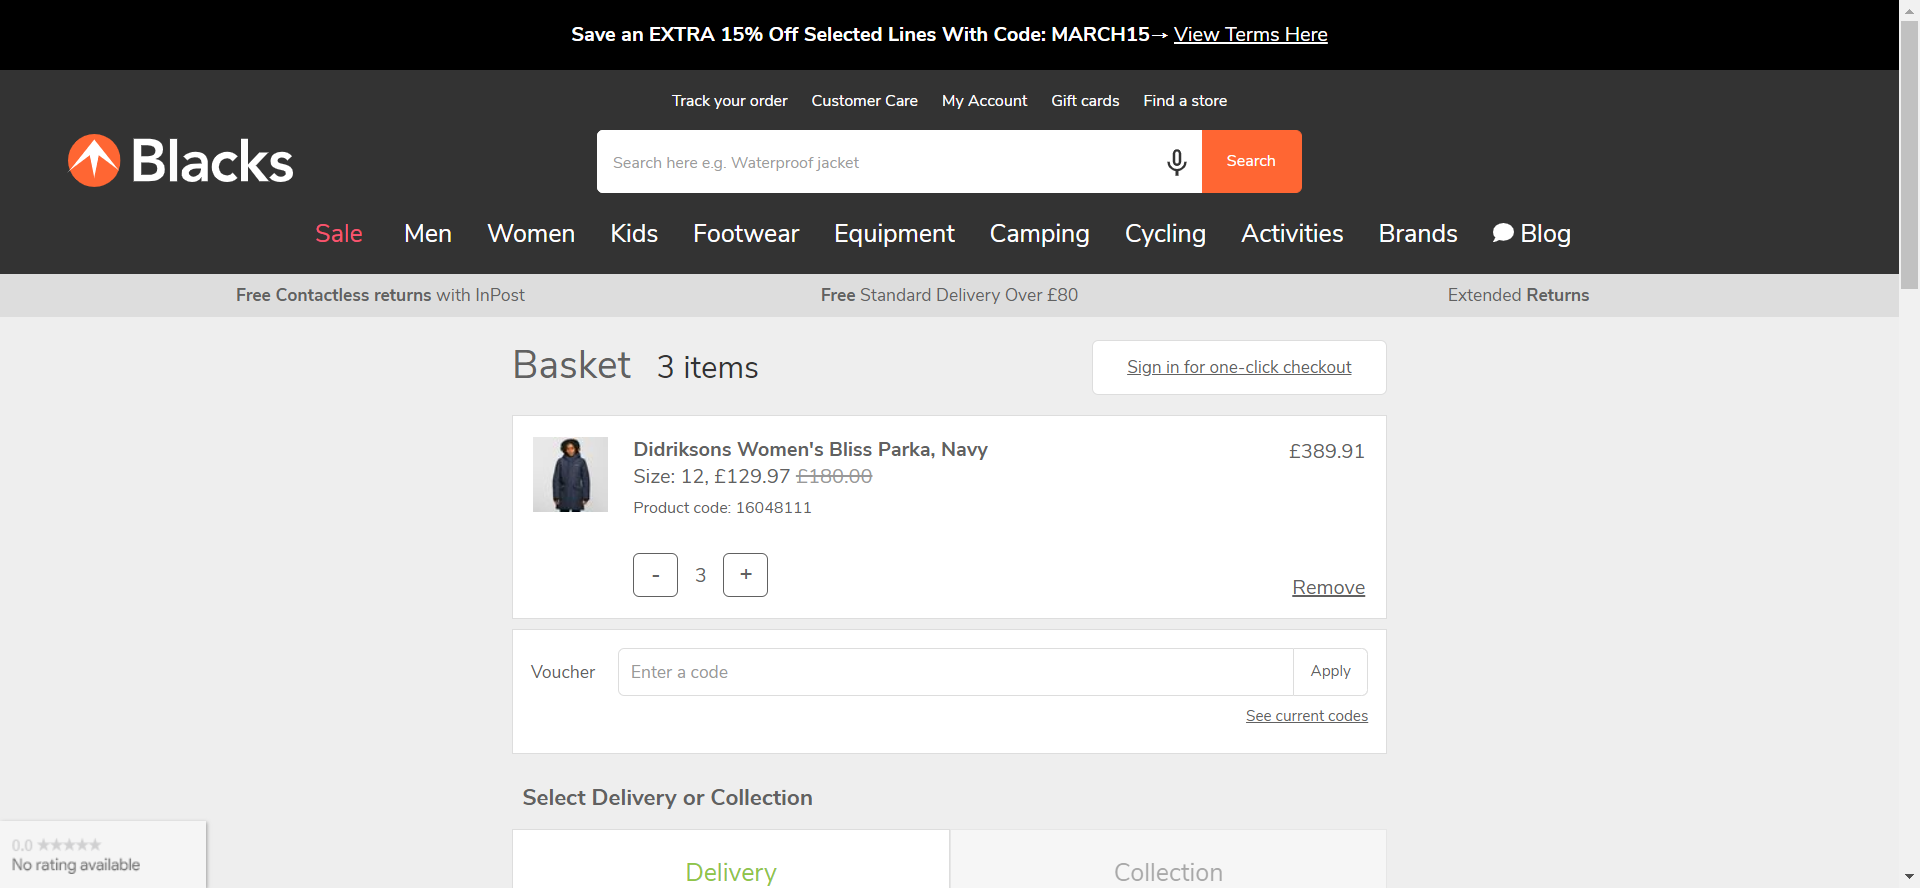 Save an EXTRA 15% Off Selected Lines With Code: MARCH15→ View Terms Here
Track your order Customer Care My Account Gift cards Find a store
Blacks
Search here e.g. Waterproof jacket Search
Sale Men Women Kids Footwear Equipment Camping Cycling Activities Brands Blog
Free Contactless returns with InPost Free Standard Delivery Over £80 Extended Returns
Basket 3 items Sign in for one-click checkout
Didriksons Women's Bliss Parka, Navy £389.91
Size: 12, £129.97 £180.00
Product code: 16048111
- 3 +
Remove
Voucher Enter a code Apply
See current codes
Select Delivery or Collection
Delivery Collection
0.0 ★★★★★
No rating available